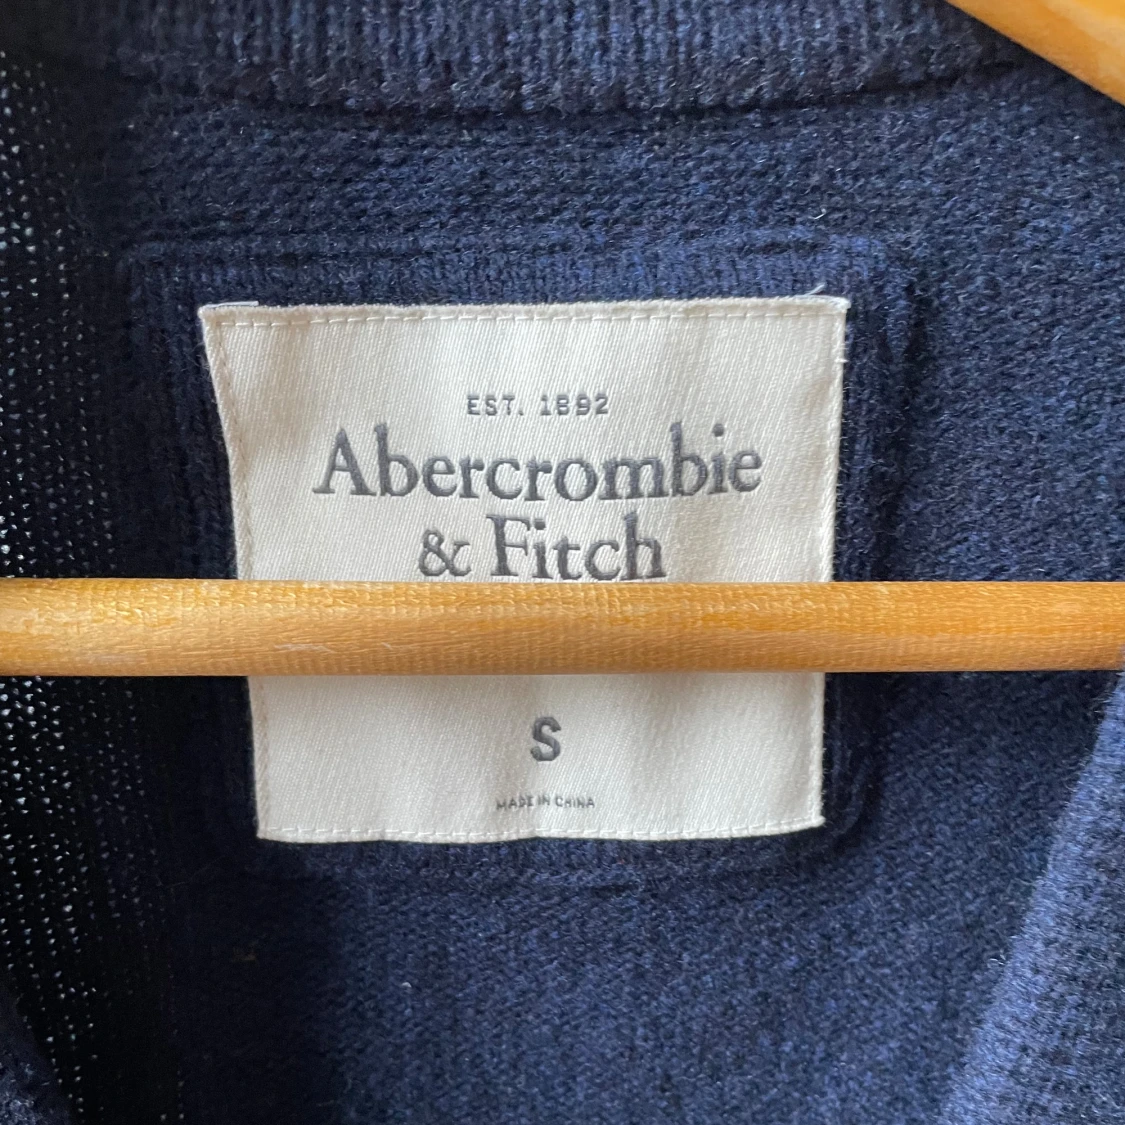 EST. 1892
Abercrombie
& Fitch
S
MADE IN CHINA